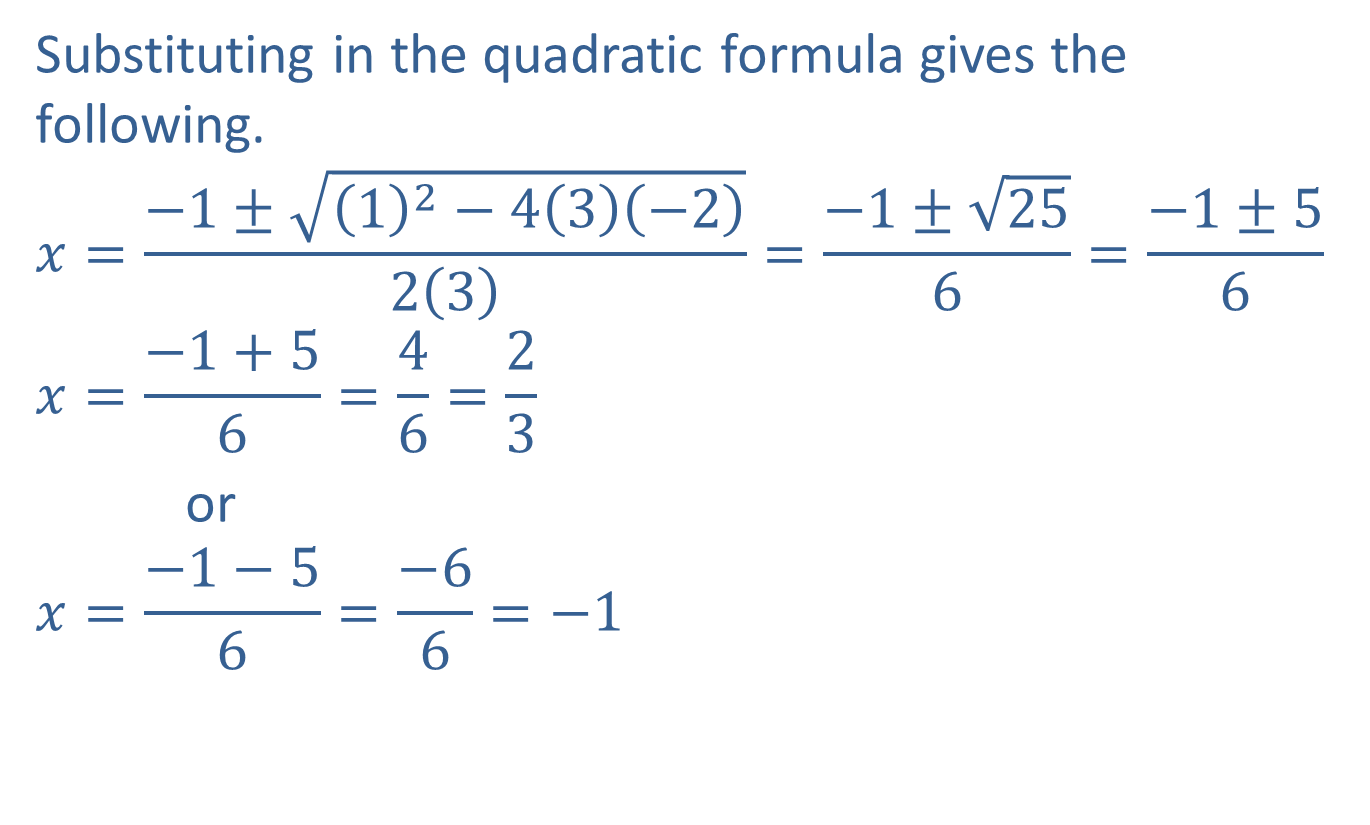 Substituting in the quadratic formula gives the
following.
x = (−1 ± √((1)² − 4(3)(−2)))/(2(3)) = (−1 ± √25)/6 = (−1 ± 5)/6
x = (−1 + 5)/6 = 4/6 = 2/3
or
x = (−1 − 5)/6 = −6/6 = −1